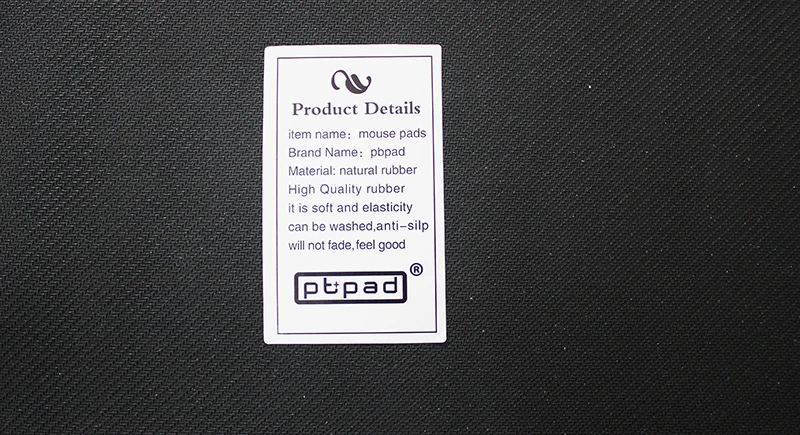 Product Details
item name：mouse pads
Brand Name：pbpad
Material: natural rubber
High Quality rubber
it is soft and elasticity
can be washed,anti-silp
will not fade,feel good
pbpad®